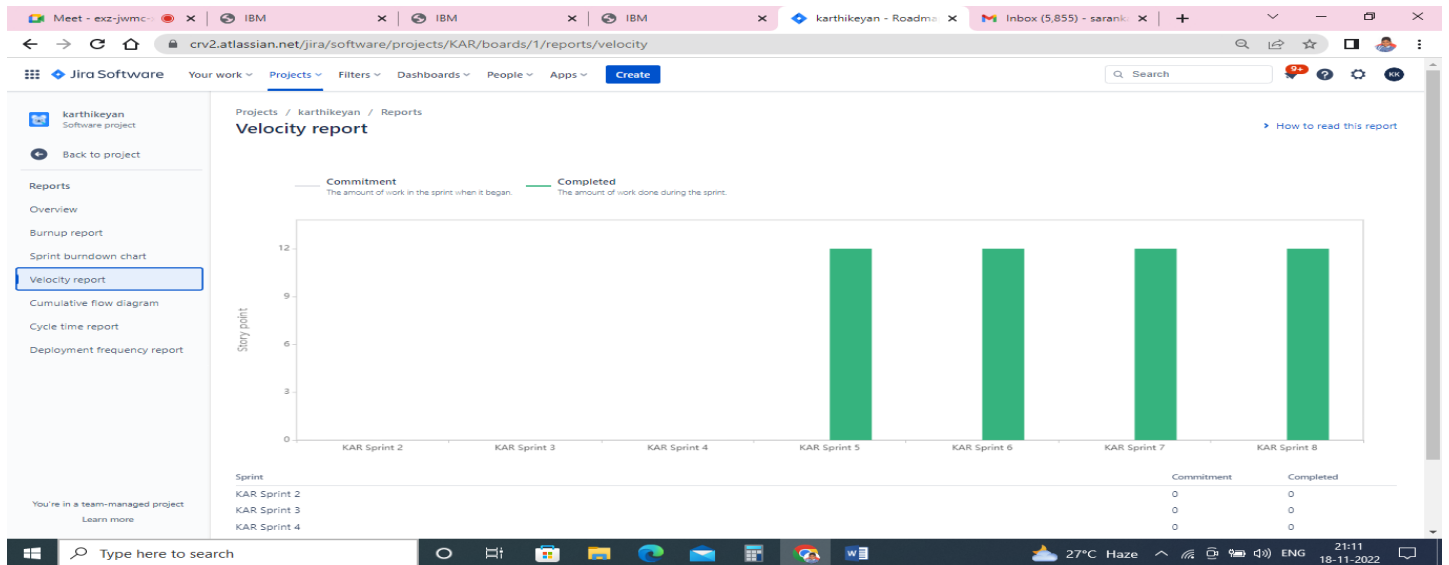 Meet - exz-jwmc-
IBM
IBM
IBM
karthikeyan - Roadma
Inbox (5,855) - saranka
crv2.atlassian.net/jira/software/projects/KAR/boards/1/reports/velocity
Jira Software
Your work
Projects
Filters
Dashboards
People
Apps
Create
Search
9+
KK
karthikeyan
Software project
Back to project
Reports
Overview
Burnup report
Sprint burndown chart
Velocity report
Cumulative flow diagram
Cycle time report
Deployment frequency report
You're in a team-managed project
Learn more
Projects / karthikeyan / Reports
Velocity report
How to read this report
Commitment
The amount of work in the sprint when it began.
Completed
The amount of work done during the sprint.
Story point
12
9
6
3
0
KAR Sprint 2
KAR Sprint 3
KAR Sprint 4
KAR Sprint 5
KAR Sprint 6
KAR Sprint 7
KAR Sprint 8
Sprint Commitment Completed
KAR Sprint 2 0 0
KAR Sprint 3 0 0
KAR Sprint 4 0 0
Type here to search
27°C Haze
ENG
21:11
18-11-2022